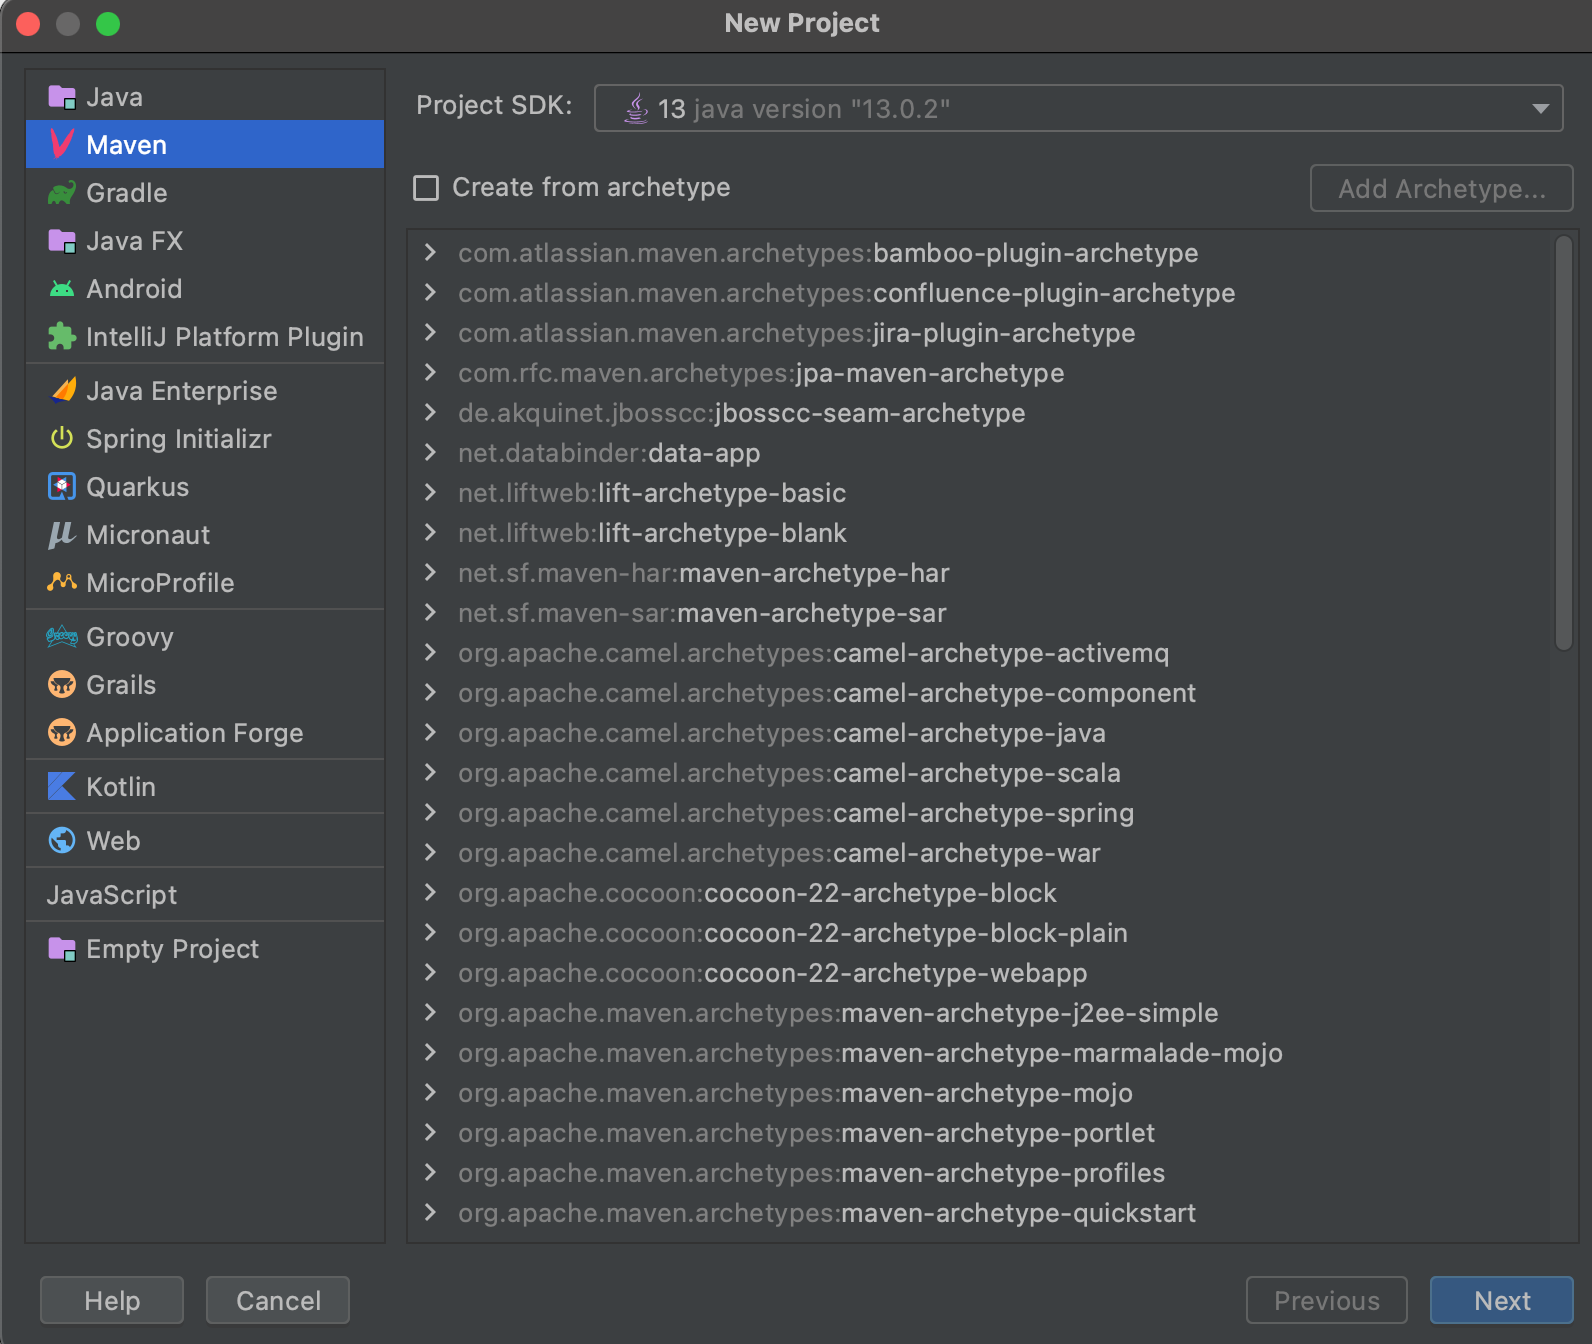 New Project
Java
Maven
Gradle
Java FX
Android
IntelliJ Platform Plugin
Java Enterprise
Spring Initializr
Quarkus
Micronaut
MicroProfile
Groovy
Grails
Application Forge
Kotlin
Web
JavaScript
Empty Project
Project SDK: 13 java version "13.0.2"
Create from archetype Add Archetype...
com.atlassian.maven.archetypes:bamboo-plugin-archetype
com.atlassian.maven.archetypes:confluence-plugin-archetype
com.atlassian.maven.archetypes:jira-plugin-archetype
com.rfc.maven.archetypes:jpa-maven-archetype
de.akquinet.jbosscc:jbosscc-seam-archetype
net.databinder:data-app
net.liftweb:lift-archetype-basic
net.liftweb:lift-archetype-blank
net.sf.maven-har:maven-archetype-har
net.sf.maven-sar:maven-archetype-sar
org.apache.camel.archetypes:camel-archetype-activemq
org.apache.camel.archetypes:camel-archetype-component
org.apache.camel.archetypes:camel-archetype-java
org.apache.camel.archetypes:camel-archetype-scala
org.apache.camel.archetypes:camel-archetype-spring
org.apache.camel.archetypes:camel-archetype-war
org.apache.cocoon:cocoon-22-archetype-block
org.apache.cocoon:cocoon-22-archetype-block-plain
org.apache.cocoon:cocoon-22-archetype-webapp
org.apache.maven.archetypes:maven-archetype-j2ee-simple
org.apache.maven.archetypes:maven-archetype-marmalade-mojo
org.apache.maven.archetypes:maven-archetype-mojo
org.apache.maven.archetypes:maven-archetype-portlet
org.apache.maven.archetypes:maven-archetype-profiles
org.apache.maven.archetypes:maven-archetype-quickstart
Help Cancel Previous Next